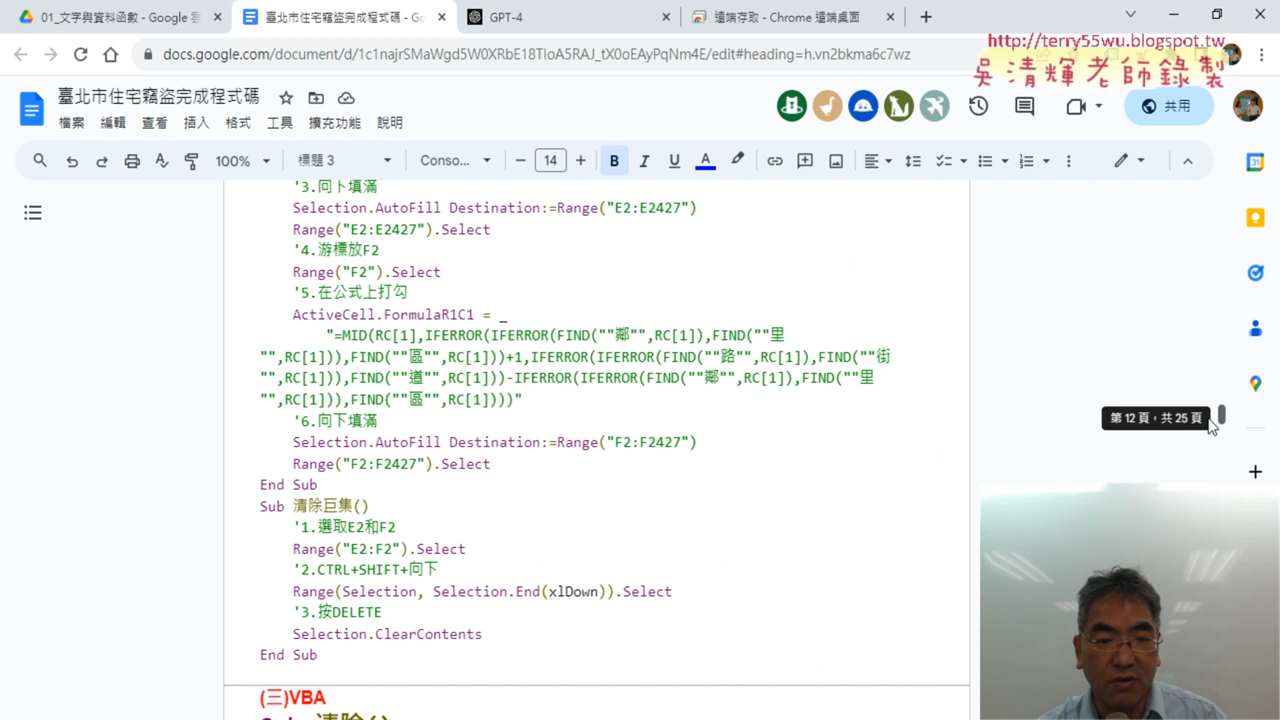 01_文字與資料函數 - Google 雲
臺北市住宅竊盜完成程式碼 - Go
GPT-4
遠端存取 - Chrome 遠端桌面
docs.google.com/document/d/1c1najrSMaWgd5W0XRbE18TIoA5RAJ_tX0oEAyPqNm4E/edit#heading=h.vn2bkma6c7wz
http://terry55wu.blogspot.tw
吳清輝老師錄製
臺北市住宅竊盜完成程式碼
檔案 編輯 查看 插入 格式 工具 擴充功能 說明
共用
100% 標題 3 Conso... 14 B I U A
'3.向下填滿
Selection.AutoFill Destination:=Range("E2:E2427")
Range("E2:E2427").Select
'4.游標放F2
Range("F2").Select
'5.在公式上打勾
ActiveCell.FormulaR1C1 = _
"=MID(RC[1],IFERROR(IFERROR(FIND(""鄰"",RC[1]),FIND(""里
"",RC[1])),FIND(""區"",RC[1]))+1,IFERROR(IFERROR(FIND(""路"",RC[1]),FIND(""街
"",RC[1])),FIND(""道"",RC[1]))-IFERROR(IFERROR(FIND(""鄰"",RC[1]),FIND(""里
"",RC[1])),FIND(""區"",RC[1])))"
'6.向下填滿
Selection.AutoFill Destination:=Range("F2:F2427")
Range("F2:F2427").Select
End Sub
Sub 清除巨集()
'1.選取E2和F2
Range("E2:F2").Select
'2.CTRL+SHIFT+向下
Range(Selection, Selection.End(xlDown)).Select
'3.按DELETE
Selection.ClearContents
End Sub
第 12 頁，共 25 頁
(三)VBA